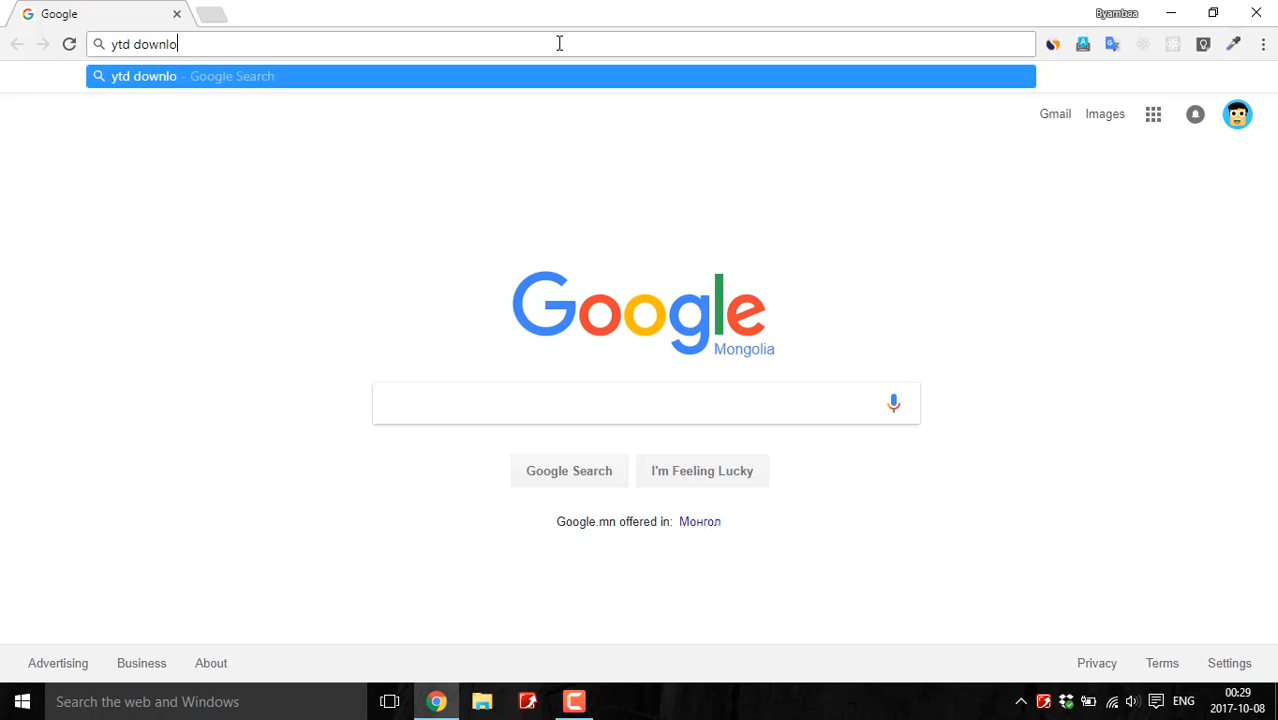 Google
Byambaa
ytd downlo
ytd downlo - Google Search
Gmail Images
Google
Mongolia
Google Search I'm Feeling Lucky
Google.mn offered in: Монгол
Advertising Business About Privacy Terms Settings
Search the web and Windows
ENG
00:29
2017-10-08